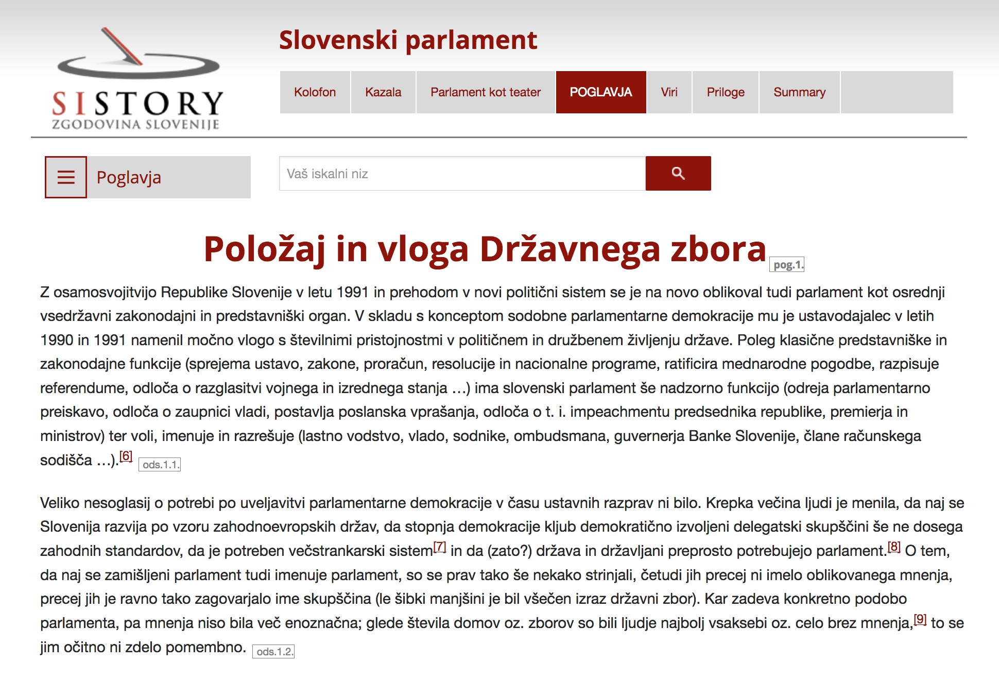 Slovenski parlament
SISTORY
ZGODOVINA SLOVENIJE
Kolofon Kazala Parlament kot teater POGLAVJA Viri Priloge Summary
Poglavja
Vaš iskalni niz
Položaj in vloga Državnega zbora pog.1.
Z osamosvojitvijo Republike Slovenije v letu 1991 in prehodom v novi politični sistem se je na novo oblikoval tudi parlament kot osrednji
vsedržavni zakonodajni in predstavniški organ. V skladu s konceptom sodobne parlamentarne demokracije mu je ustavodajalec v letih
1990 in 1991 namenil močno vlogo s številnimi pristojnostmi v političnem in družbenem življenju države. Poleg klasične predstavniške in
zakonodajne funkcije (sprejema ustavo, zakone, proračun, resolucije in nacionalne programe, ratificira mednarodne pogodbe, razpisuje
referendume, odloča o razglasitvi vojnega in izrednega stanja …) ima slovenski parlament še nadzorno funkcijo (odreja parlamentarno
preiskavo, odloča o zaupnici vladi, postavlja poslanska vprašanja, odloča o t. i. impeachmentu predsednika republike, premierja in
ministrov) ter voli, imenuje in razrešuje (lastno vodstvo, vlado, sodnike, ombudsmana, guvernerja Banke Slovenije, člane računskega
sodišča …).[6] ods.1.1.
Veliko nesoglasij o potrebi po uveljavitvi parlamentarne demokracije v času ustavnih razprav ni bilo. Krepka večina ljudi je menila, da naj se
Slovenija razvija po vzoru zahodnoevropskih držav, da stopnja demokracije kljub demokratično izvoljeni delegatski skupščini še ne dosega
zahodnih standardov, da je potreben večstrankarski sistem[7] in da (zato?) država in državljani preprosto potrebujejo parlament.[8] O tem,
da naj se zamišljeni parlament tudi imenuje parlament, so se prav tako še nekako strinjali, četudi jih precej ni imelo oblikovanega mnenja,
precej jih je ravno tako zagovarjalo ime skupščina (le šibki manjšini je bil všečen izraz državni zbor). Kar zadeva konkretno podobo
parlamenta, pa mnenja niso bila več enoznačna; glede števila domov oz. zborov so bili ljudje najbolj vsaksebi oz. celo brez mnenja,[9] to se
jim očitno ni zdelo pomembno. ods.1.2.